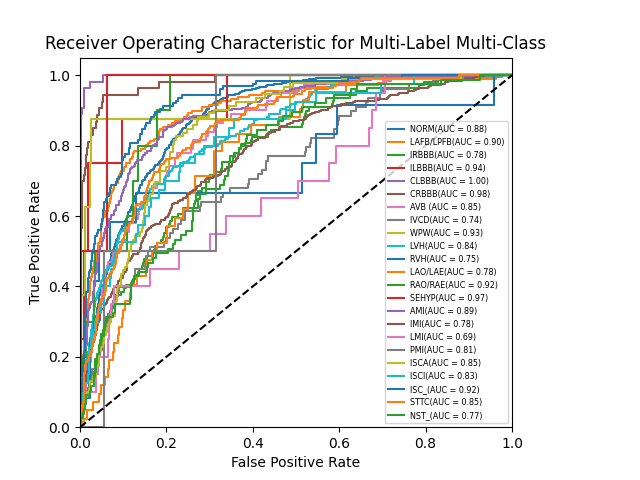 Receiver Operating Characteristic for Multi-Label Multi-Class
1.0
0.8
0.6
0.4
0.2
0.0
True Positive Rate
NORM(AUC = 0.88)
LAFB/LPFB(AUC = 0.90)
IRBBB(AUC = 0.78)
ILBBB(AUC = 0.94)
CLBBB(AUC = 1.00)
CRBBB(AUC = 0.98)
AVB (AUC = 0.85)
IVCD(AUC = 0.74)
WPW(AUC = 0.93)
LVH(AUC = 0.84)
RVH(AUC = 0.75)
LAO/LAE(AUC = 0.78)
RAO/RAE(AUC = 0.92)
SEHYP(AUC = 0.97)
AMI(AUC = 0.89)
IMI(AUC = 0.78)
LMI(AUC = 0.69)
PMI(AUC = 0.81)
ISCA(AUC = 0.85)
ISCI(AUC = 0.83)
ISC_(AUC = 0.92)
STTC(AUC = 0.85)
NST_(AUC = 0.77)
0.0 0.2 0.4 0.6 0.8 1.0
False Positive Rate